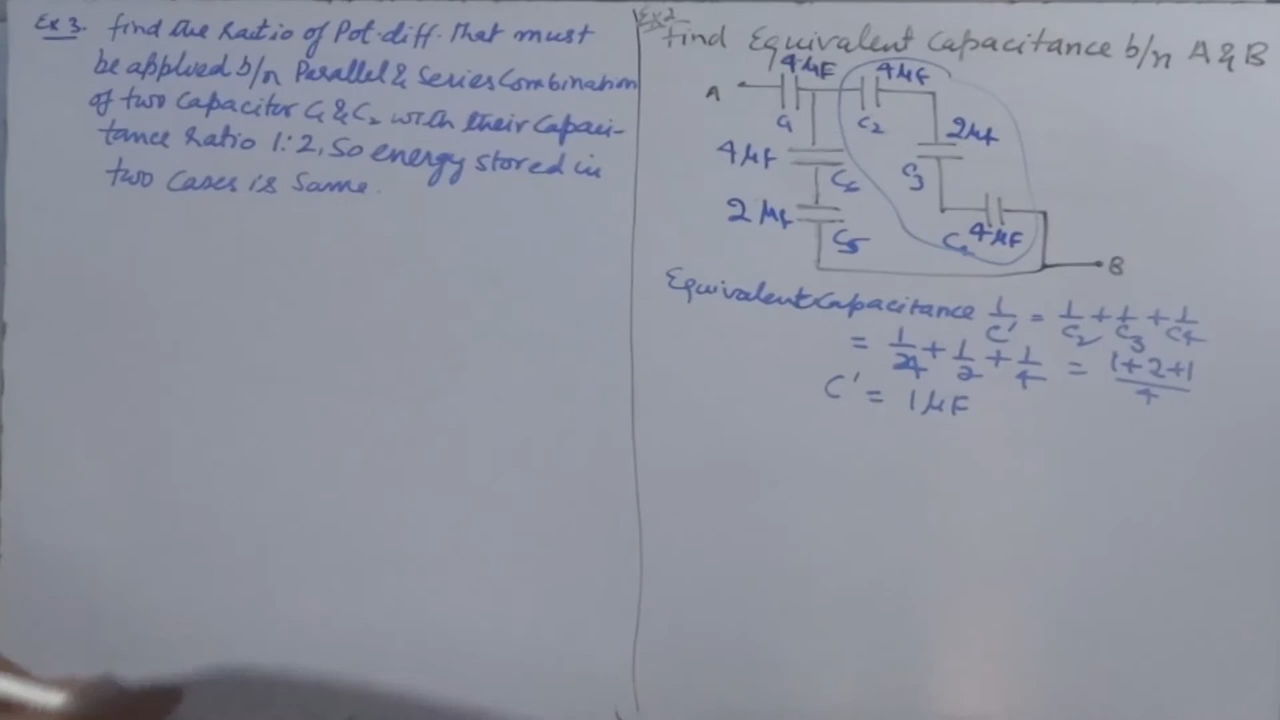 Ex 3. find the Ratio of Pot. diff. that must
be applied b/n Parallel & Series Combination
of two Capacitor C1 & C2 with their Capaci-
tance Ratio 1:2, So energy stored in
two Cases is Same.
Ex 2
find Equivalent Capacitance b/n A & B
4μF 4μF
A
C1 C2
2μF
4μF
C3
C6
2μF
C5
4μF
B
Equivalent Capacitance 1/C' = 1/C2 + 1/C3 + 1/C4
= 1/4 + 1/2 + 1/4 = 1+2+1/4
C' = 1μF